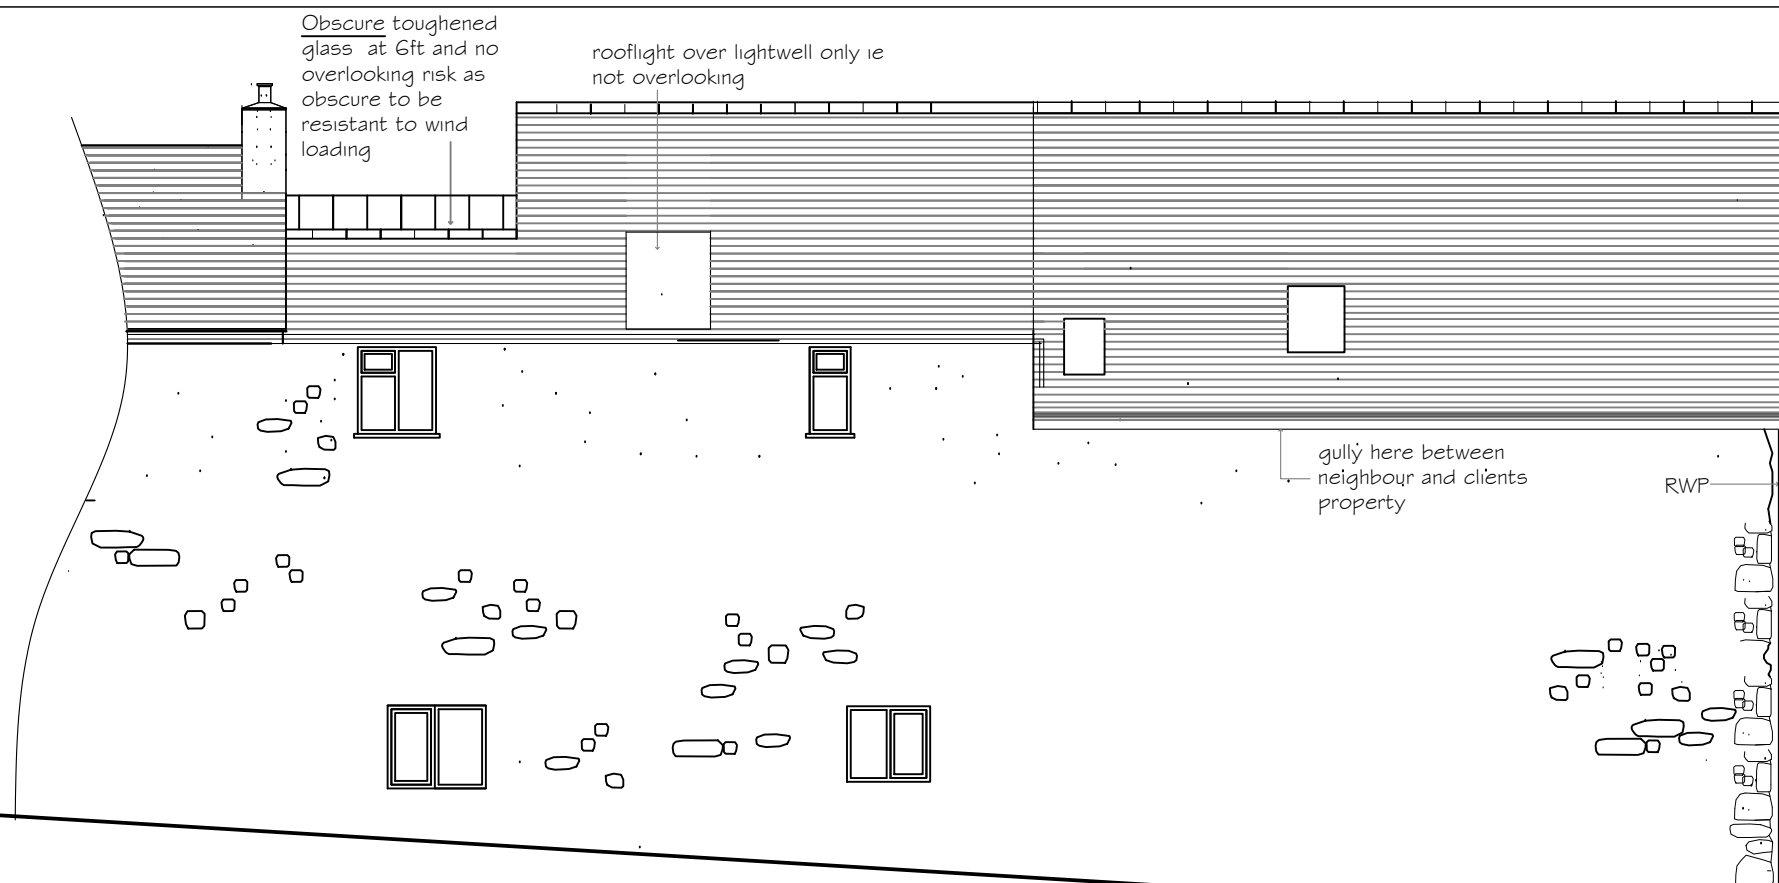 Obscure toughened
glass at 6ft and no
overlooking risk as
obscure to be
resistant to wind
loading
rooflight over lightwell only ie
not overlooking
gully here between
neighbour and clients
property
RWP